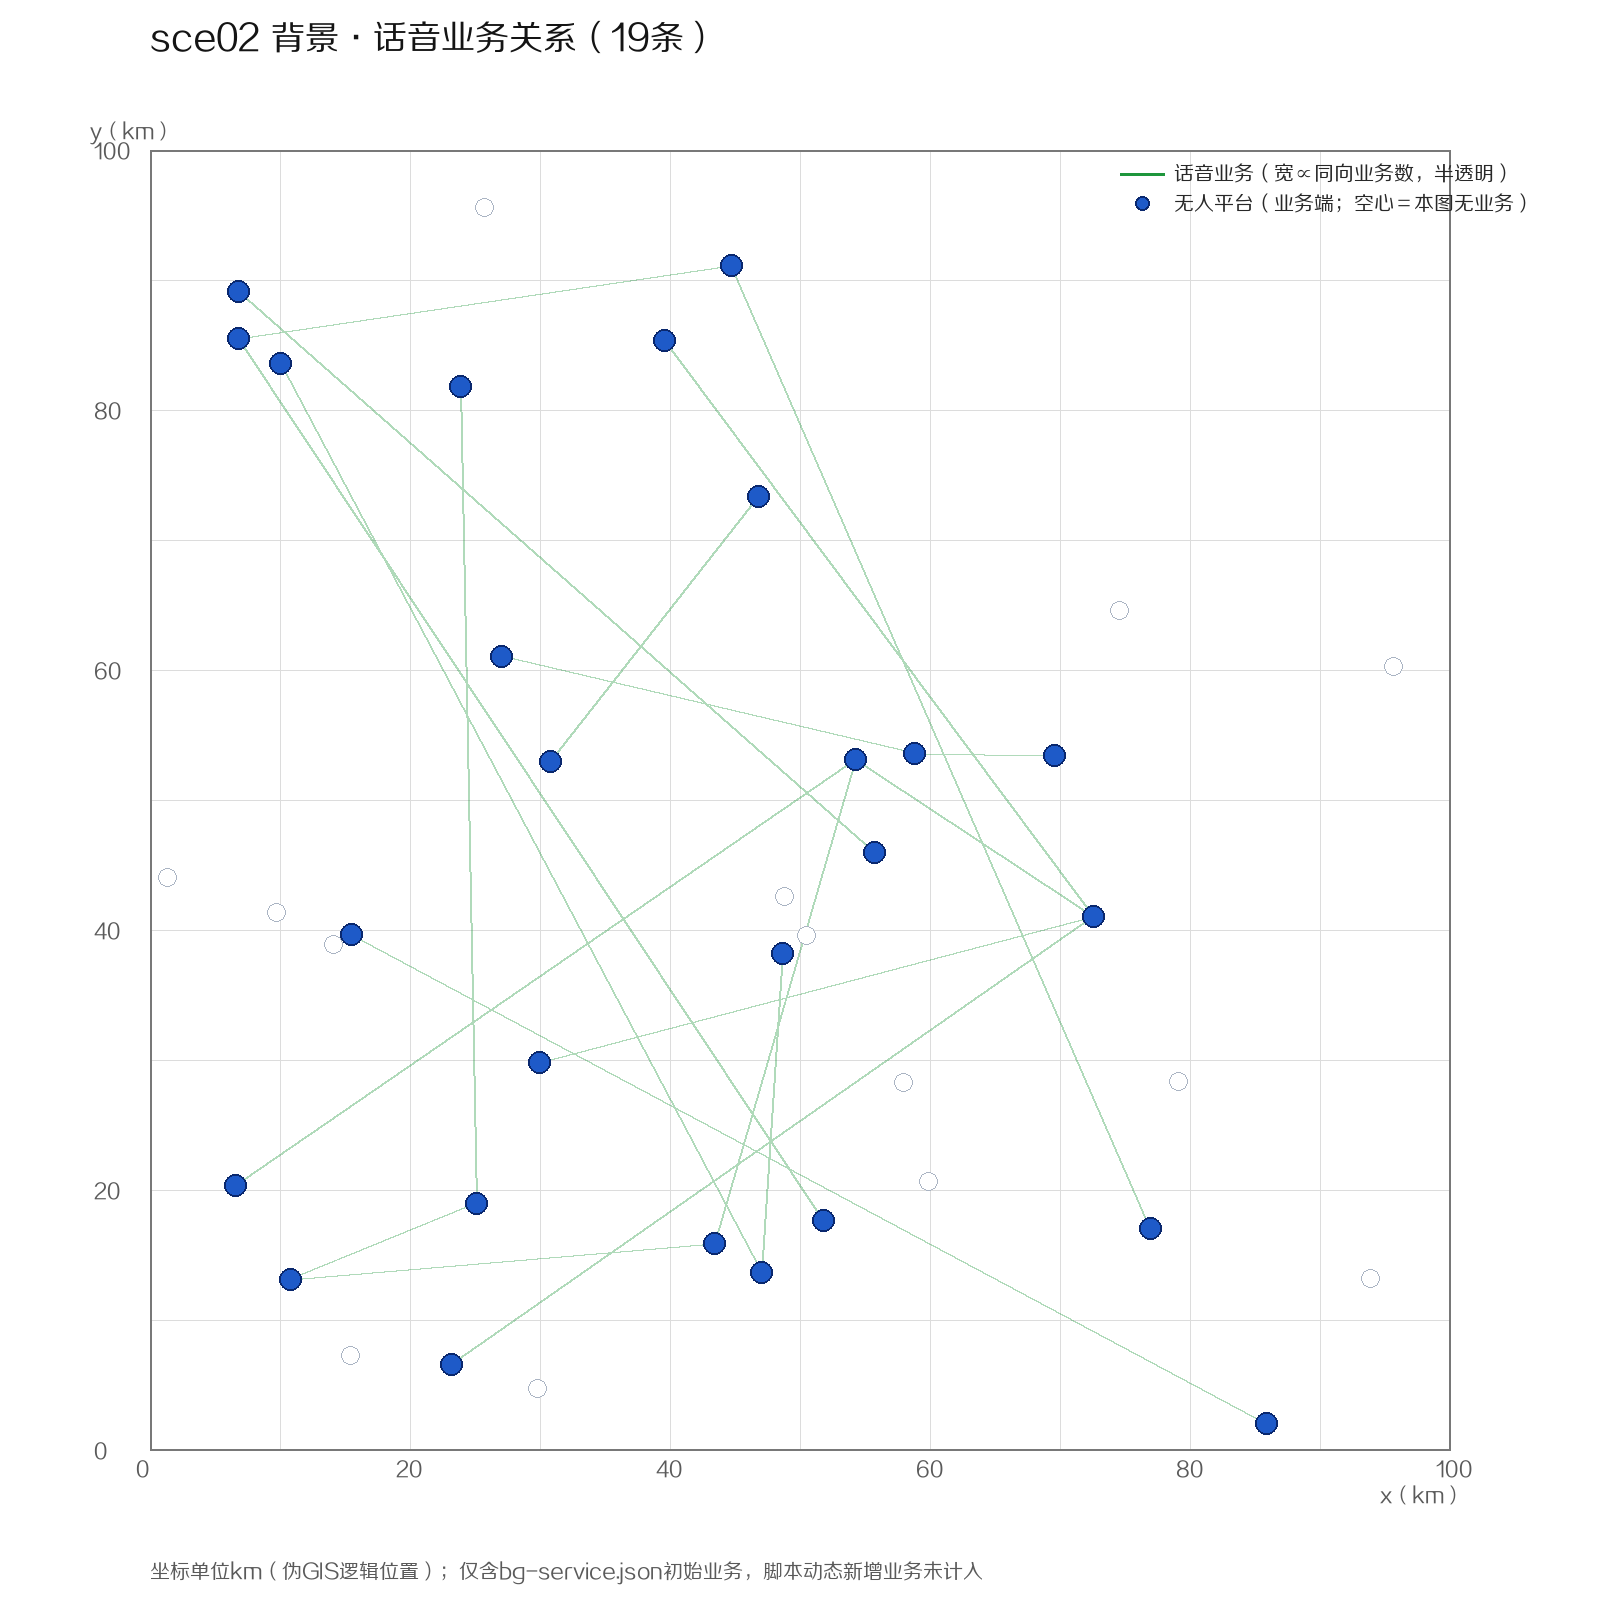 sce02 背景·话音业务关系（19条）
y（km）
100
80
60
40
20
0
话音业务（宽∝同向业务数，半透明）
无人平台（业务端；空心＝本图无业务）
0 20 40 60 80 100
x（km）
坐标单位km（伪GIS逻辑位置）；仅含bg-service.json初始业务，脚本动态新增业务未计入